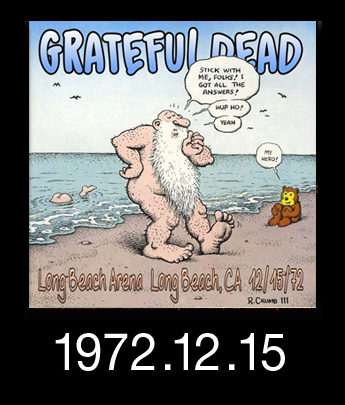 GRATEFUL DEAD
STICK WITH
ME, FOLKS! I
GOT ALL THE
ANSWERS!
HUP HO!
YEAH
MY
HERO!
Long Beach Arena Long Beach, CA 12/15/72
R. CRUMB III
1972.12.15